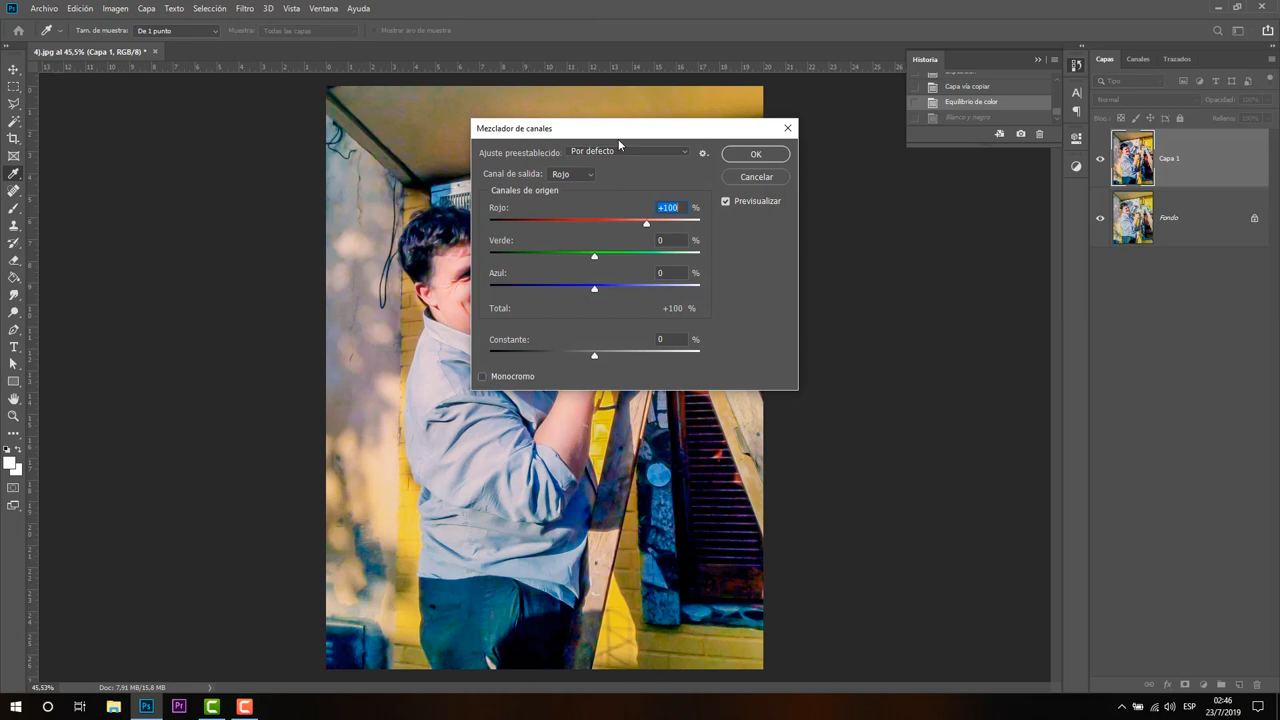 Archivo Edición Imagen Capa Texto Selección Filtro 3D Vista Ventana Ayuda
Tam. de muestra: De 1 punto Muestra: Todas las capas Mostrar aro de muestra
4).jpg al 45,5% (Capa 1, RGB/8) *
Historia
Capa vía copiar
Equilibrio de color
Blanco y negro
Capas Canales Trazados
Tipo
Normal Opacidad: 100%
Bloq.: Relleno: 100%
Capa 1
Fondo
Mezclador de canales
Ajuste preestablecido: Por defecto
OK
Canal de salida: Rojo
Cancelar
Canales de origen
Previsualizar
Rojo: +100 %
Verde: 0 %
Azul: 0 %
Total: +100 %
Constante: 0 %
Monocromo
45,53% Doc: 7,91 MB/15,8 MB
ESP
02:46
23/7/2019